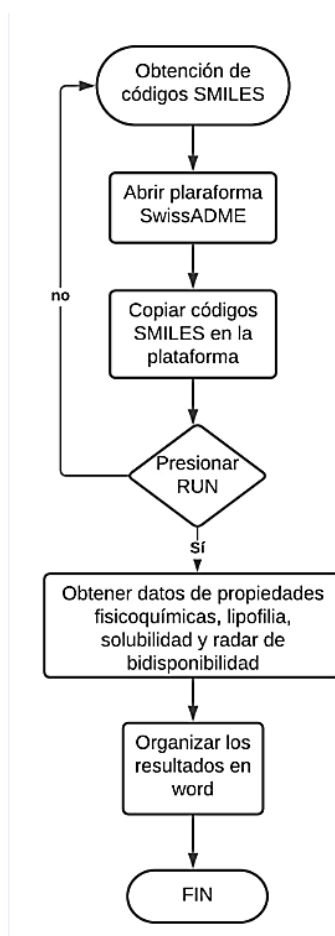 Obtención de
códigos SMILES
Abrir plaraforma
SwissADME
no
Copiar códigos
SMILES en la
plataforma
Presionar
RUN
Sí
Obtener datos de propiedades
fisicoquímicas, lipofilia,
solubilidad y radar de
bidisponibilidad
Organizar los
resultados en
word
FIN